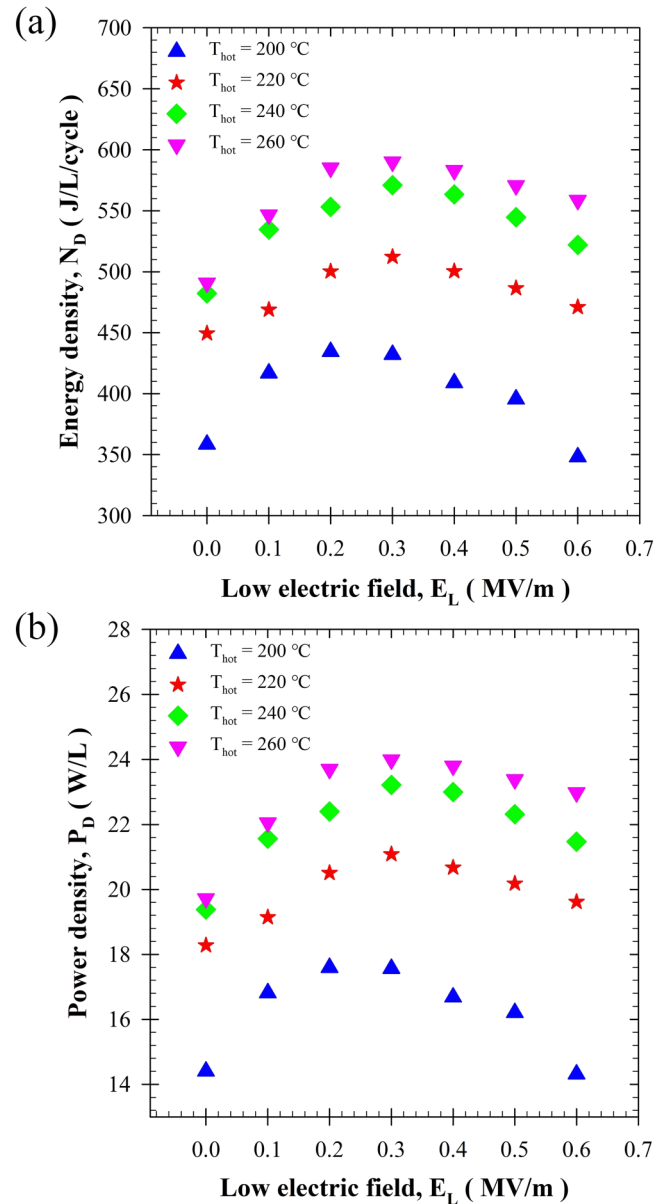 (a)
700
650
600
550
500
450
400
350
300
Energy density, N_D ( J/L/cycle )
T_hot = 200 °C
T_hot = 220 °C
T_hot = 240 °C
T_hot = 260 °C
0.0 0.1 0.2 0.3 0.4 0.5 0.6 0.7
Low electric field, E_L ( MV/m )
(b)
28
26
24
22
20
18
16
14
Power density, P_D ( W/L )
T_hot = 200 °C
T_hot = 220 °C
T_hot = 240 °C
T_hot = 260 °C
0.0 0.1 0.2 0.3 0.4 0.5 0.6 0.7
Low electric field, E_L ( MV/m )